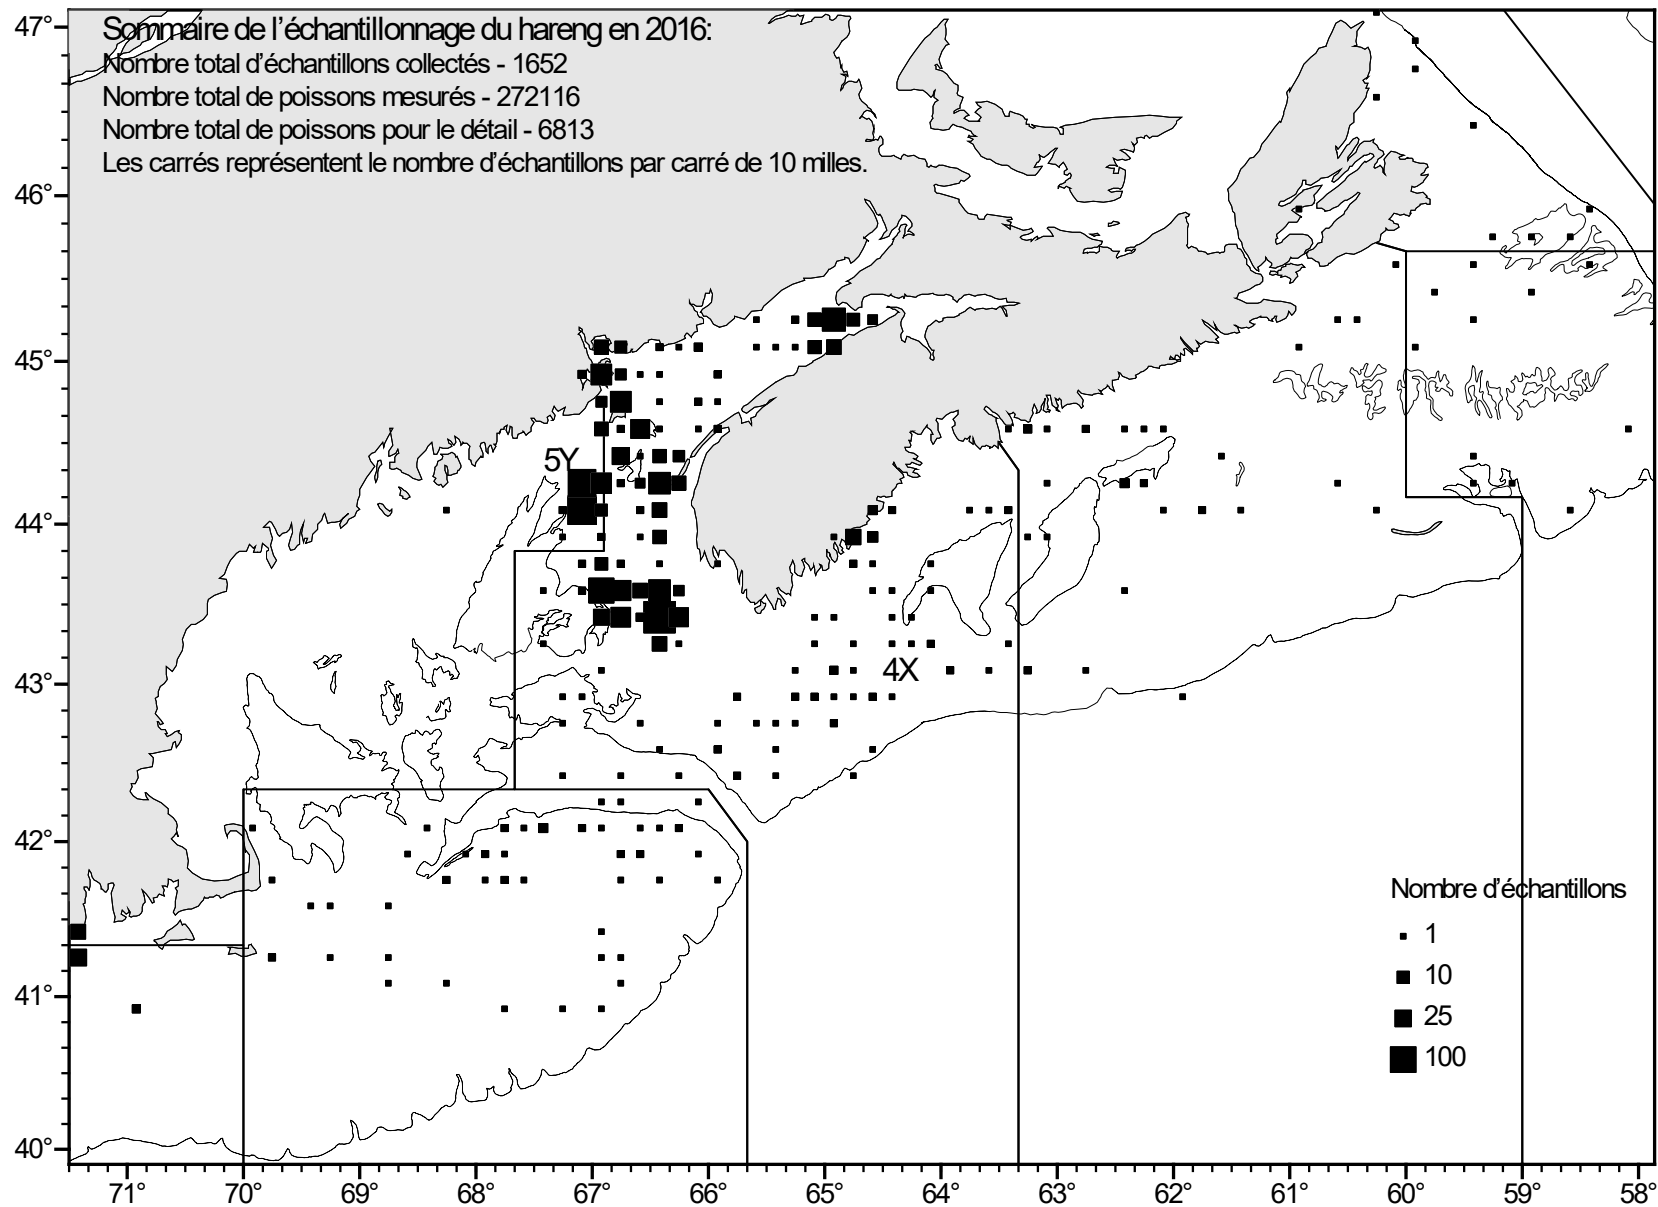 Sommaire de l'échantillonnage du hareng en 2016:
Nombre total d'échantillons collectés - 1652
Nombre total de poissons mesurés - 272116
Nombre total de poissons pour le détail - 6813
Les carrés représentent le nombre d'échantillons par carré de 10 milles.
47°
46°
45°
44°
43°
42°
41°
40°
5Y
4X
Nombre d'échantillons
1
10
25
100
71° 70° 69° 68° 67° 66° 65° 64° 63° 62° 61° 60° 59° 58°